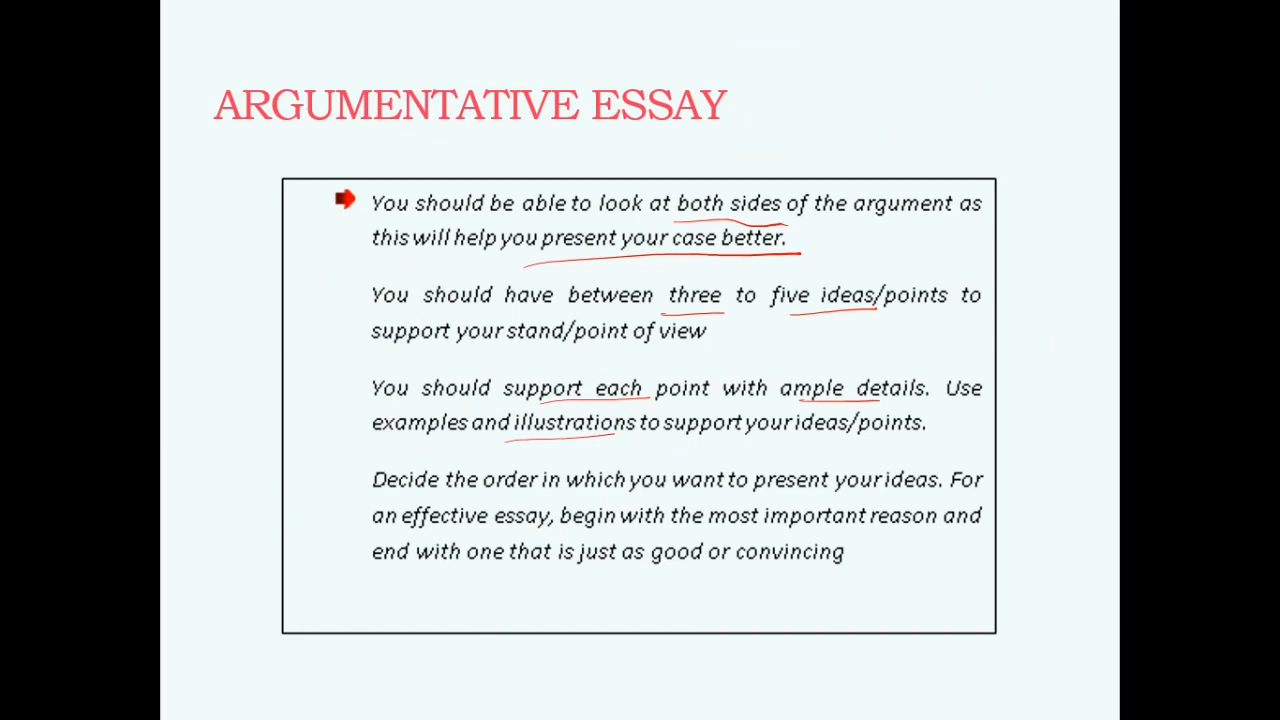 ARGUMENTATIVE ESSAY
You should be able to look at both sides of the argument as
this will help you present your case better.
You should have between three to five ideas/points to
support your stand/point of view
You should support each point with ample details. Use
examples and illustrations to support your ideas/points.
Decide the order in which you want to present your ideas. For
an effective essay, begin with the most important reason and
end with one that is just as good or convincing